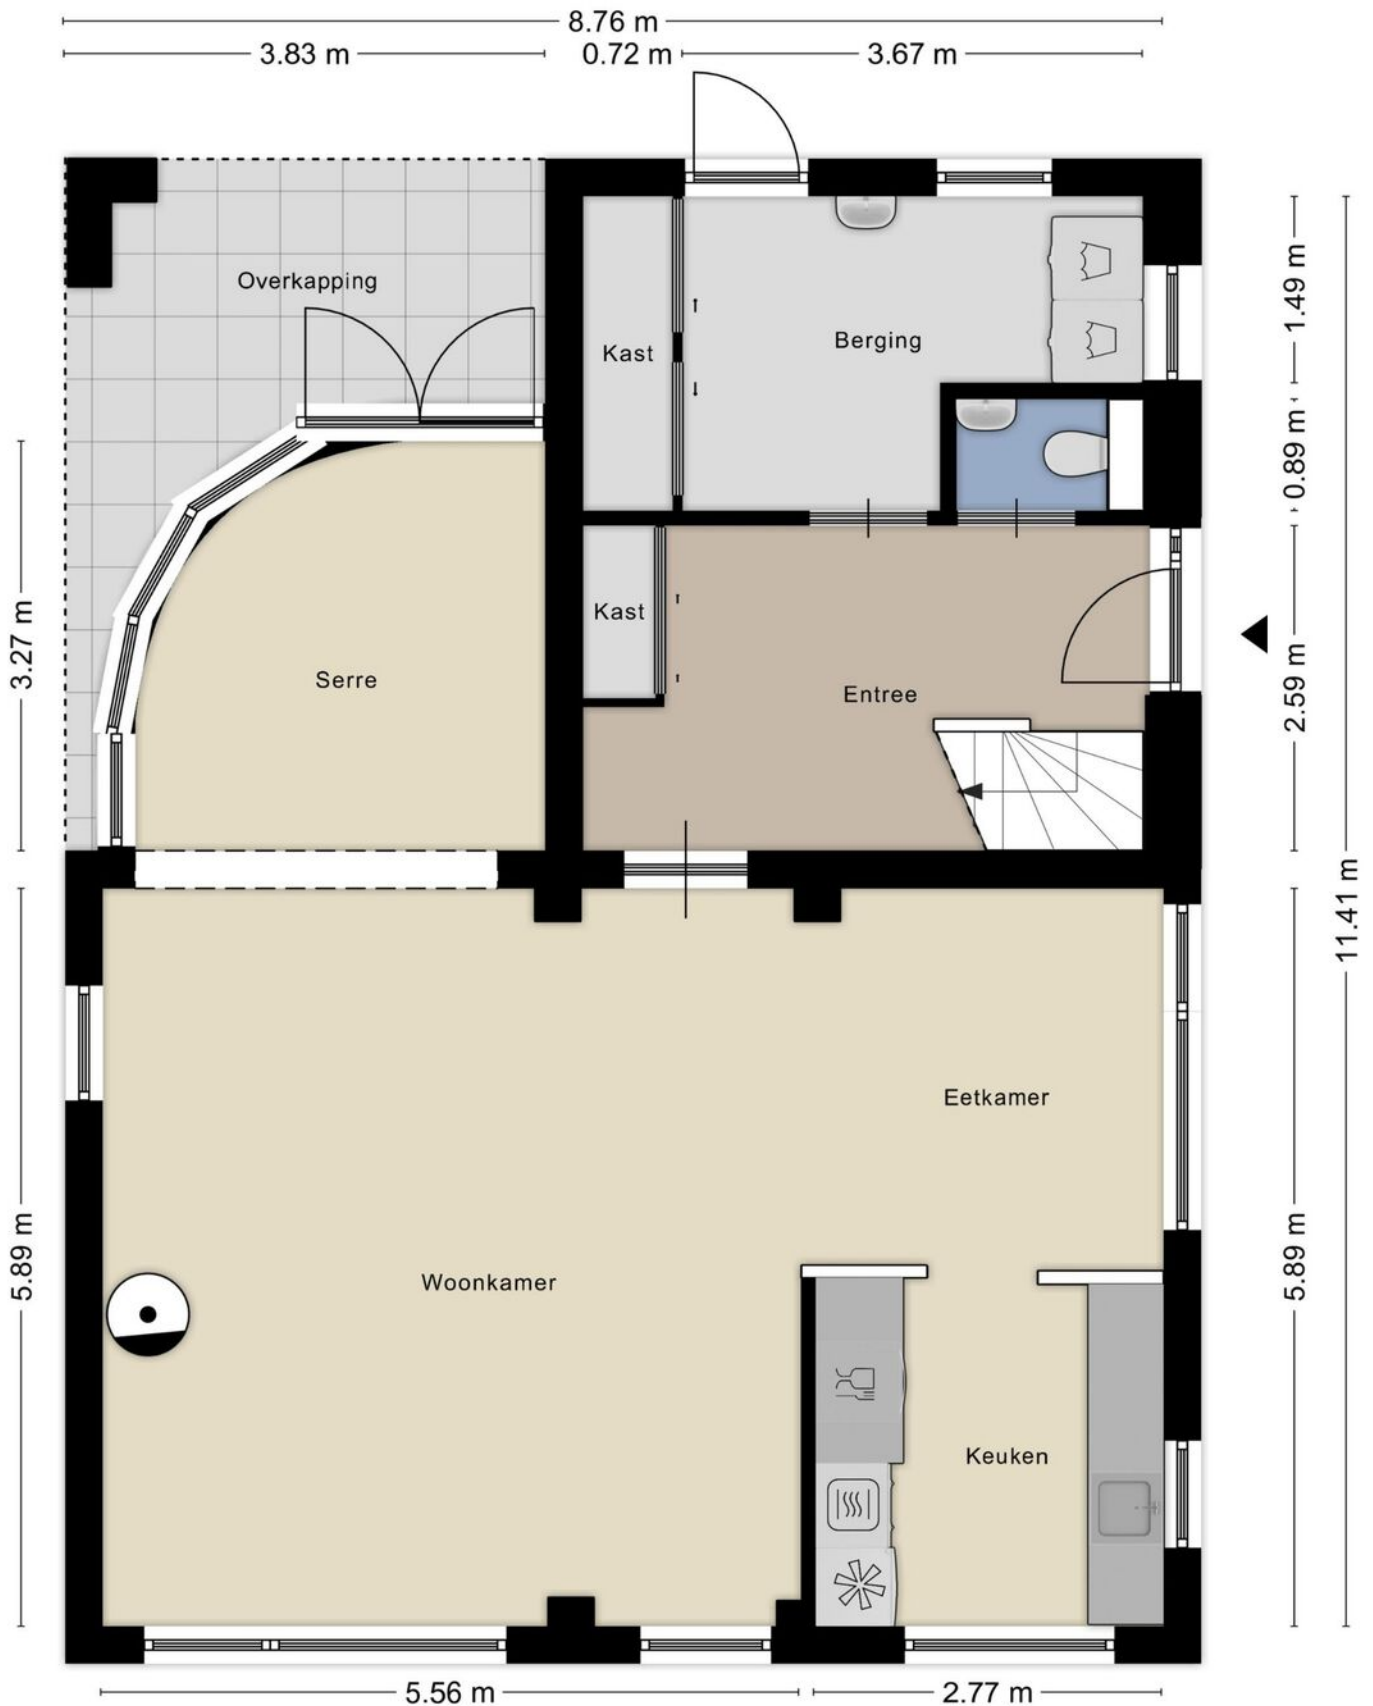 8.76 m
3.83 m
0.72 m
3.67 m
Overkapping
1.49 m
Berging
Kast
0.89 m
Kast
3.27 m
2.59 m
Serre
Entree
11.41 m
Eetkamer
5.89 m
5.89 m
Woonkamer
Keuken
5.56 m
2.77 m